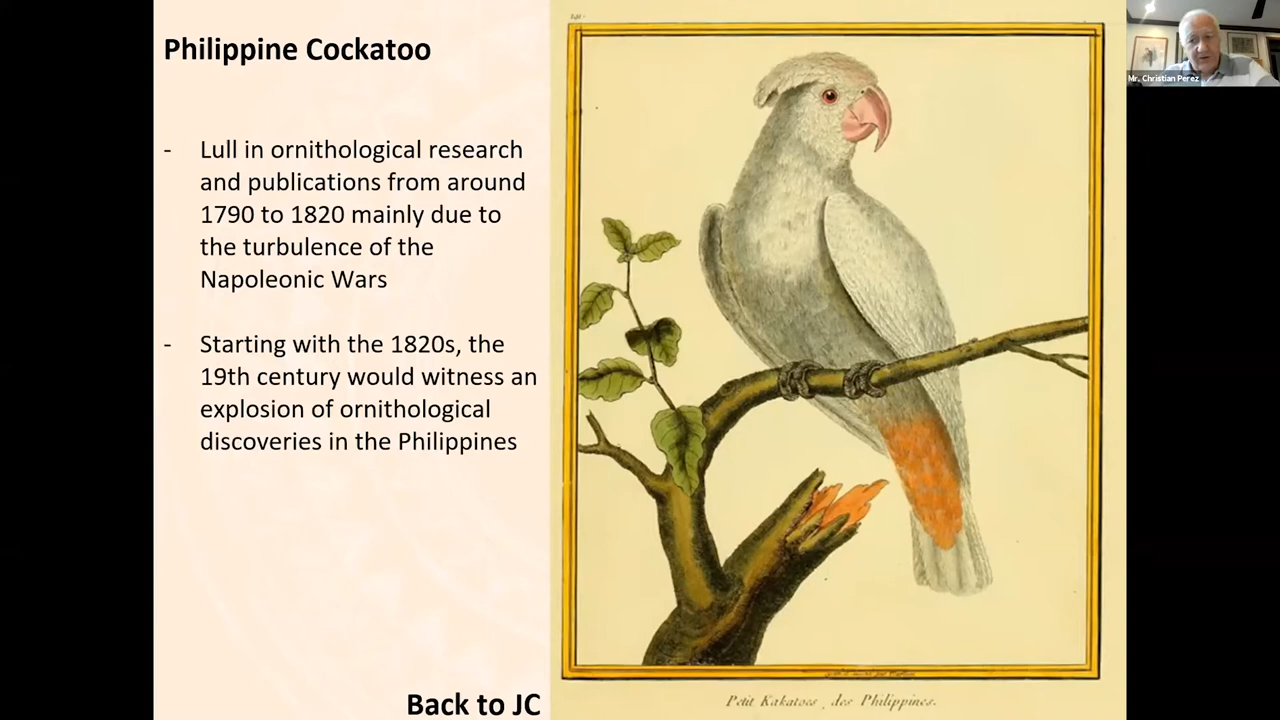 Philippine Cockatoo
- Lull in ornithological research
and publications from around
1790 to 1820 mainly due to
the turbulence of the
Napoleonic Wars
- Starting with the 1820s, the
19th century would witness an
explosion of ornithological
discoveries in the Philippines
Back to JC
Petit Kakatoes, des Philippines.
Mr. Christian Perez